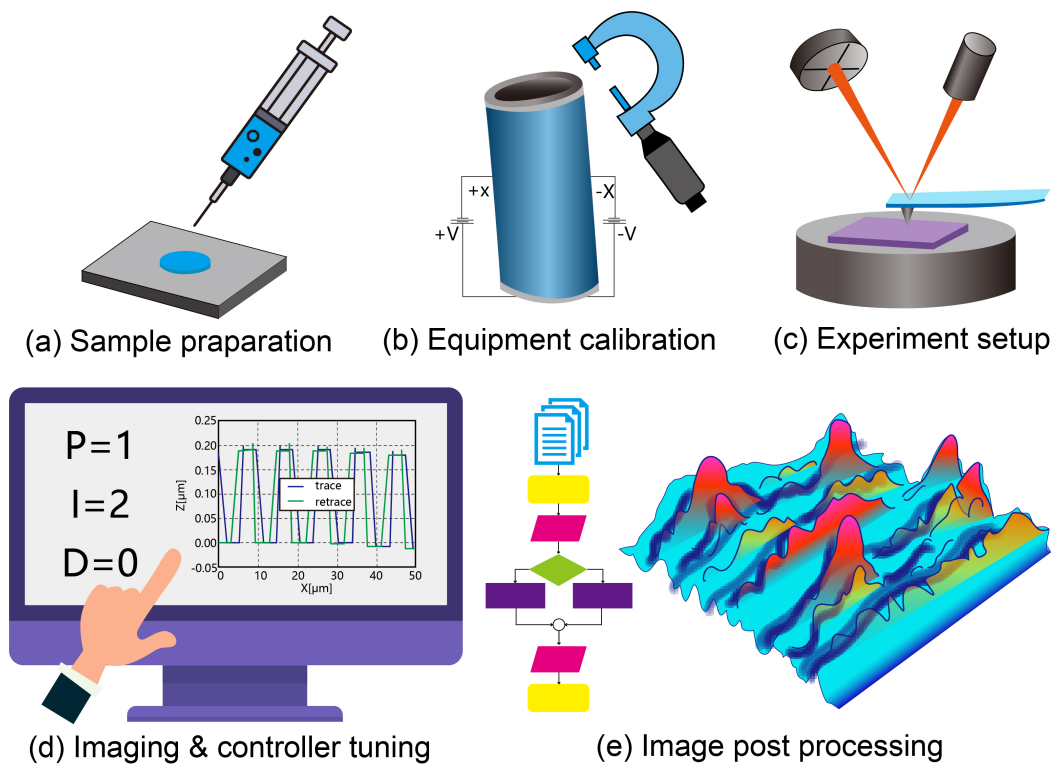 +x
-X
+V
-V
(a) Sample praparation
(b) Equipment calibration
(c) Experiment setup
P=1
I=2
D=0
0.25
0.20
0.15
0.10
0.05
0.00
-0.05
Z[µm]
trace
retrace
0 10 20 30 40 50
X[µm]
(d) Imaging & controller tuning
(e) Image post processing